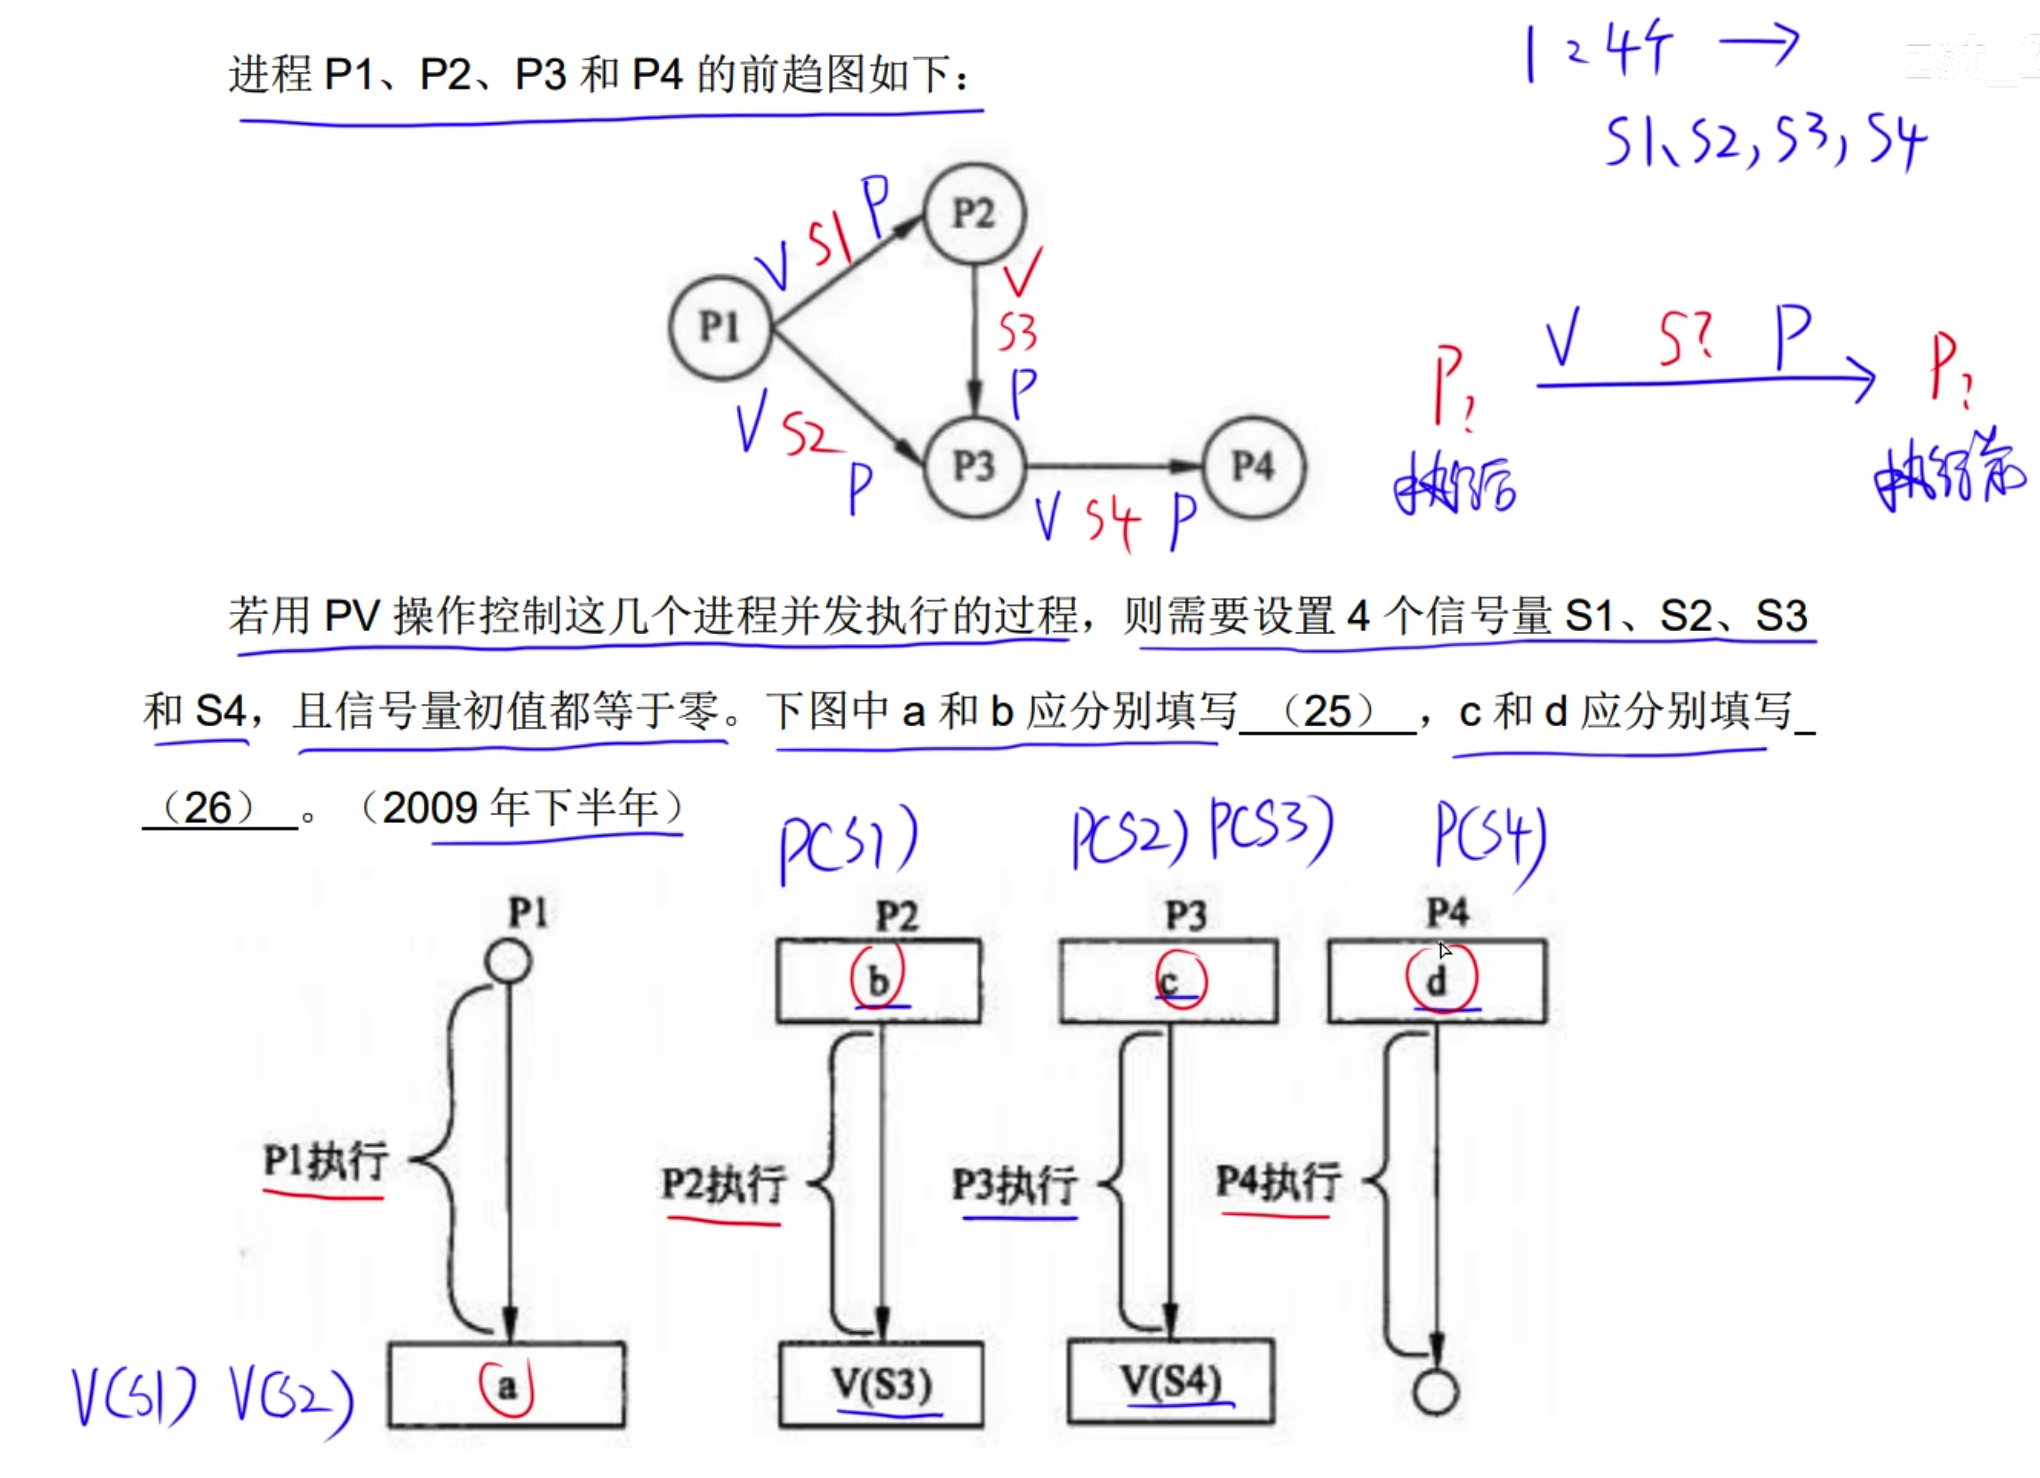 进程 P1、P2、P3 和 P4 的前趋图如下：
4个 →
zst_2
S1、S2，S3，S4
P1
V S1 P
P2
V
S3
P
V S2 P
P3
V S4 P
P4
P? V S? P P?
执行后 执行前
若用 PV 操作控制这几个进程并发执行的过程，则需要设置 4 个信号量 S1、S2、S3
和 S4，且信号量初值都等于零。下图中 a 和 b 应分别填写 （25） ，c 和 d 应分别填写_
（26） 。（2009 年下半年）
P(S1) P(S2) P(S3) P(S4)
P1 P2 P3 P4
b c d
P1执行 P2执行 P3执行 P4执行
V(S1) V(S2) a V(S3) V(S4)